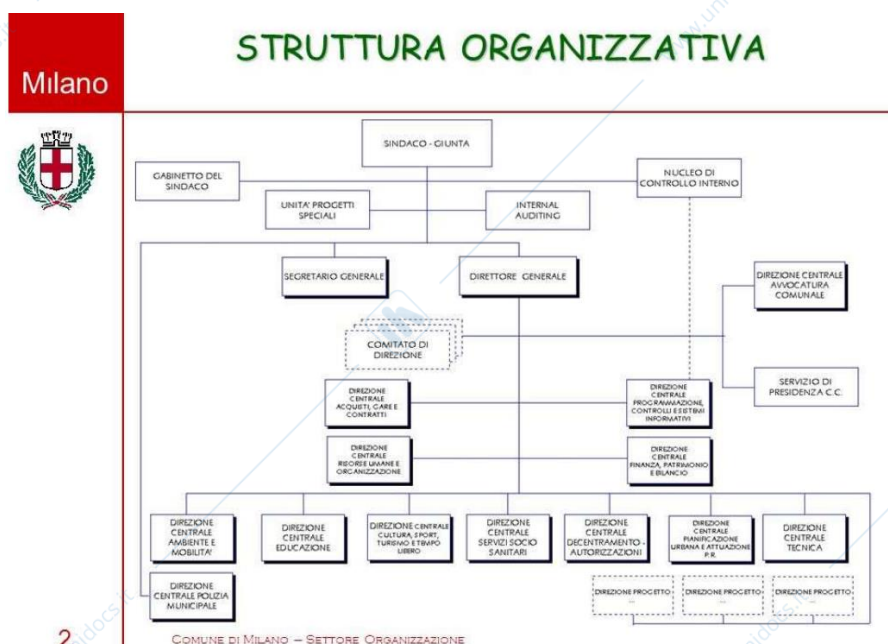 STRUTTURA ORGANIZZATIVA
Milano
SINDACO - GIUNTA
GABINETTO DEL
SINDACO
NUCLEO DI
CONTROLLO INTERNO
UNITA' PROGETTI
SPECIALI
INTERNAL
AUDITING
SEGRETARIO GENERALE
DIRETTORE GENERALE
DIREZIONE CENTRALE
AVVOCATURA
COMUNALE
COMITATO DI
DIREZIONE
SERVIZIO DI
PRESIDENZA C.C.
DIREZIONE
CENTRALE
ACQUISTI, GARE E
CONTRATTI
DIREZIONE
CENTRALE
PROGRAMMAZIONE,
CONTROLLI E SISTEMI
INFORMATIVI
DIREZIONE
CENTRALE
RISORSE UMANE E
ORGANIZZAZIONE
DIREZIONE
CENTRALE
FINANZA, PATRIMONIO
E BILANCIO
DIREZIONE
CENTRALE
AMBIENTE E
MOBILITA'
DIREZIONE
CENTRALE
EDUCAZIONE
DIREZIONE CENTRALE
CULTURA, SPORT,
TURISMO E TEMPO
LIBERO
DIREZIONE
CENTRALE
SERVIZI SOCIO
SANITARI
DIREZIONE
CENTRALE
DECENTRAMENTO -
AUTORIZZAZIONI
DIREZIONE
CENTRALE
PIANIFICAZIONE
URBANA E ATTUAZIONE
P.R.
DIREZIONE
CENTRALE
TECNICA
DIREZIONE
CENTRALE POLIZIA
MUNICIPALE
DIREZIONE PROGETTO
...
DIREZIONE PROGETTO
...
DIREZIONE PROGETTO
...
2
COMUNE DI MILANO – SETTORE ORGANIZZAZIONE